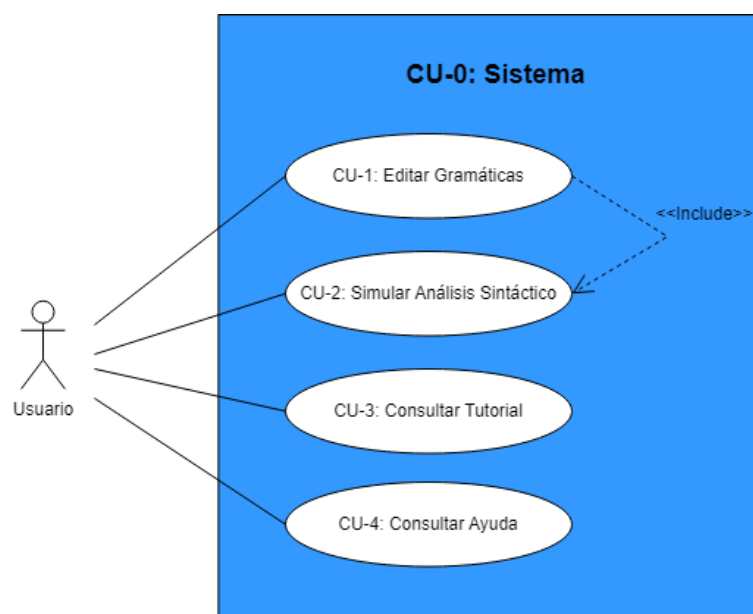 CU-0: Sistema
CU-1: Editar Gramáticas
<<Include>>
CU-2: Simular Análisis Sintáctico
CU-3: Consultar Tutorial
Usuario
CU-4: Consultar Ayuda